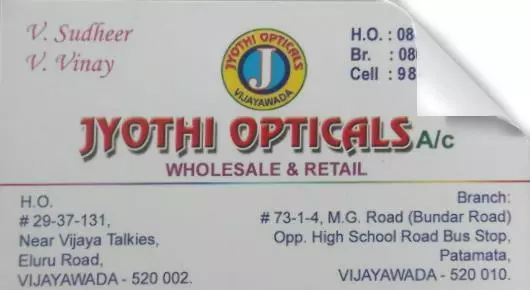 V. Sudheer
V. Vinay
JYOTHI OPTICALS
J
VIJAYAWADA
H.O. : 08
Br. : 08
Cell : 98
JYOTHI OPTICALS A/c
WHOLESALE & RETAIL
H.O.
# 29-37-131,
Near Vijaya Talkies,
Eluru Road,
VIJAYAWADA - 520 002.
Branch:
# 73-1-4, M.G. Road (Bundar Road)
Opp. High School Road Bus Stop,
Patamata,
VIJAYAWADA - 520 010.